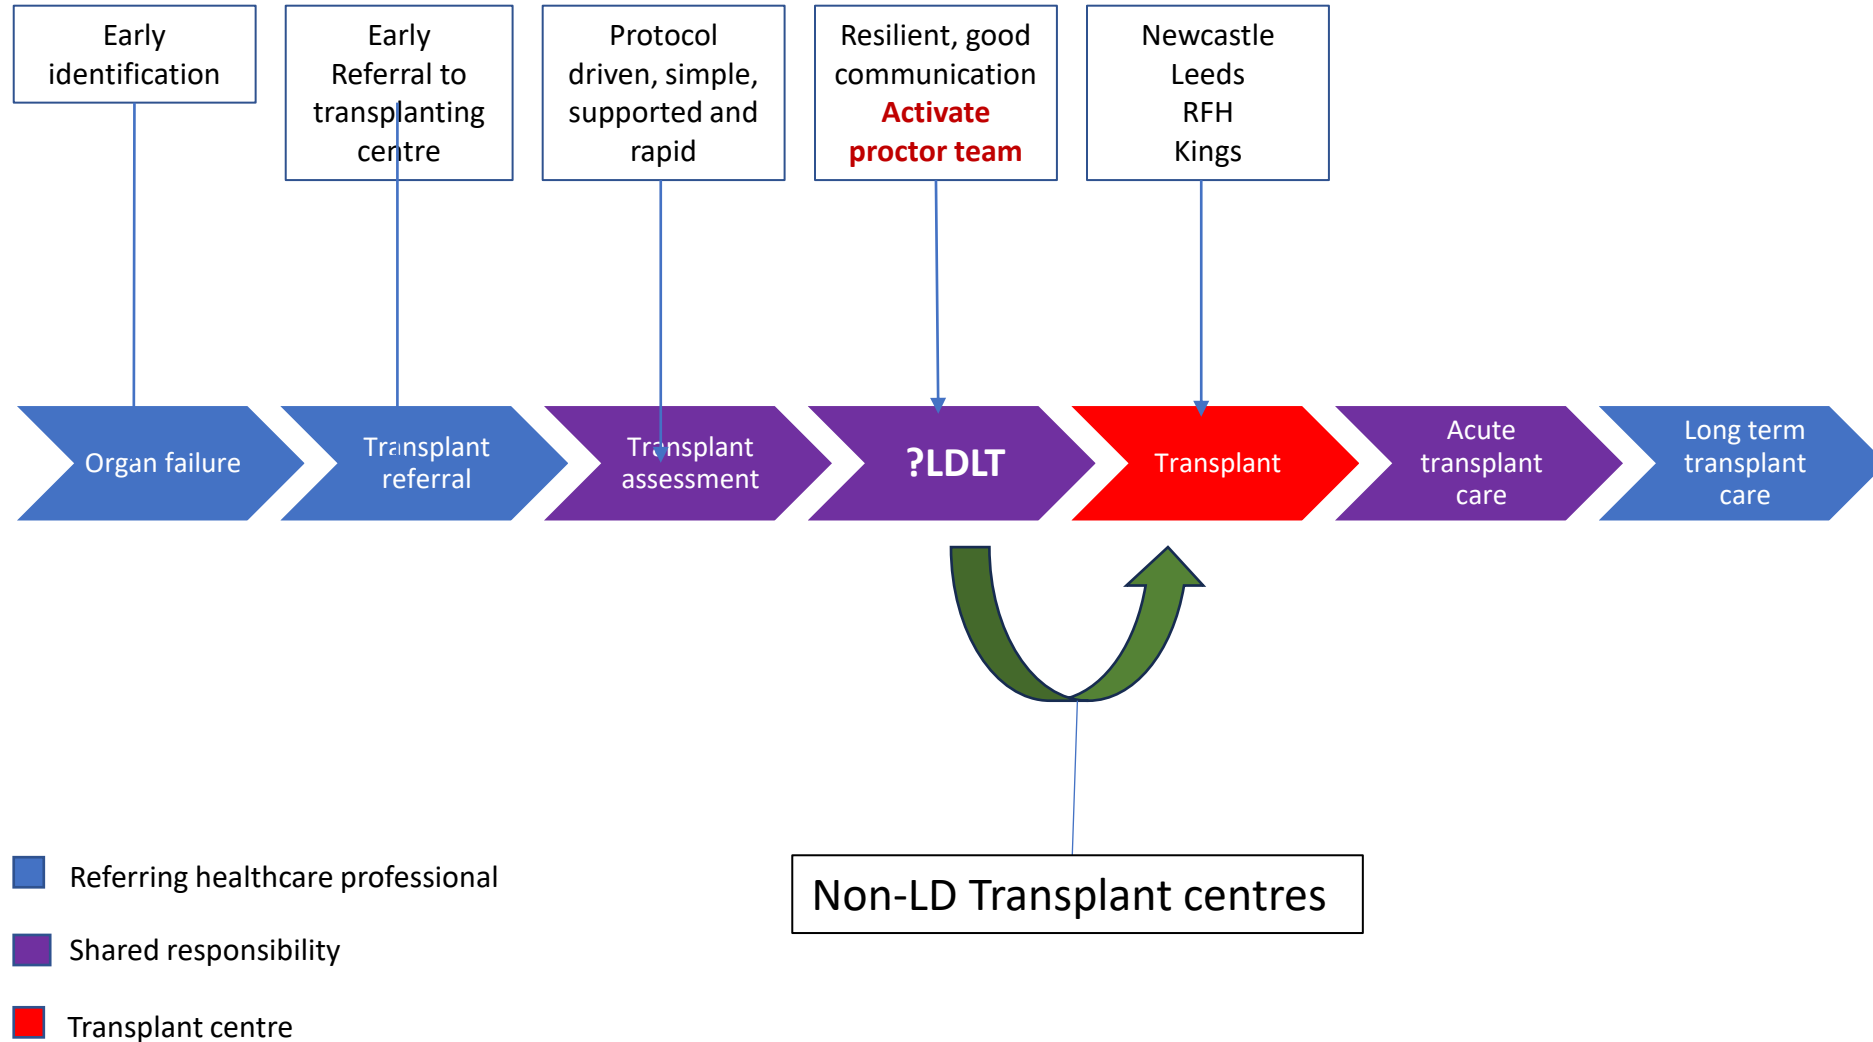 Early
identification
Early
Referral to
transplanting
centre
Protocol
driven, simple,
supported and
rapid
Resilient, good
communication
Activate
proctor team
Newcastle
Leeds
RFH
Kings
Organ failure
Transplant
referral
Transplant
assessment
?LDLT
Transplant
Acute
transplant
care
Long term
transplant
care
Non-LD Transplant centres
Referring healthcare professional
Shared responsibility
Transplant centre